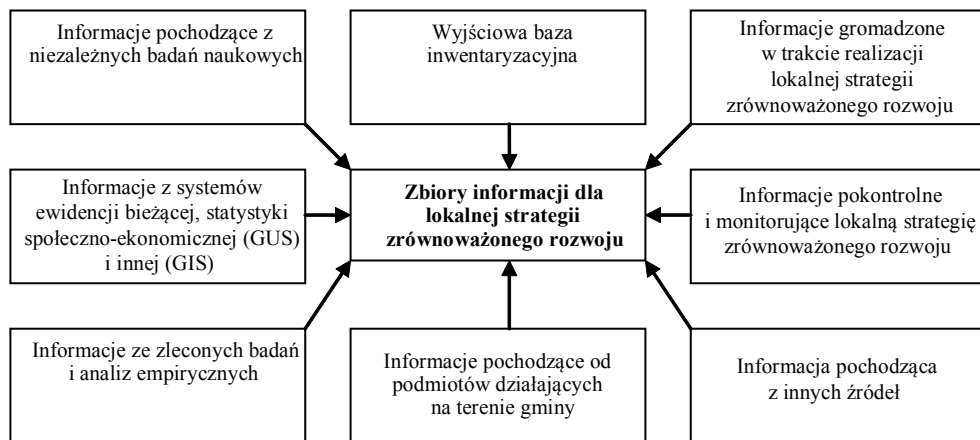 Informacje pochodzące z
niezależnych badań naukowych
Wyjściowa baza
inwentaryzacyjna
Informacje gromadzone
w trakcie realizacji
lokalnej strategii
zrównoważonego rozwoju
Informacje z systemów
ewidencji bieżącej, statystyki
społeczno-ekonomicznej (GUS)
i innej (GIS)
Zbiory informacji dla
lokalnej strategii
zrównoważonego rozwoju
Informacje pokontrolne
i monitorujące lokalną strategię
zrównoważonego rozwoju
Informacje ze zleconych badań
i analiz empirycznych
Informacje pochodzące od
podmiotów działających
na terenie gminy
Informacja pochodząca
z innych źródeł